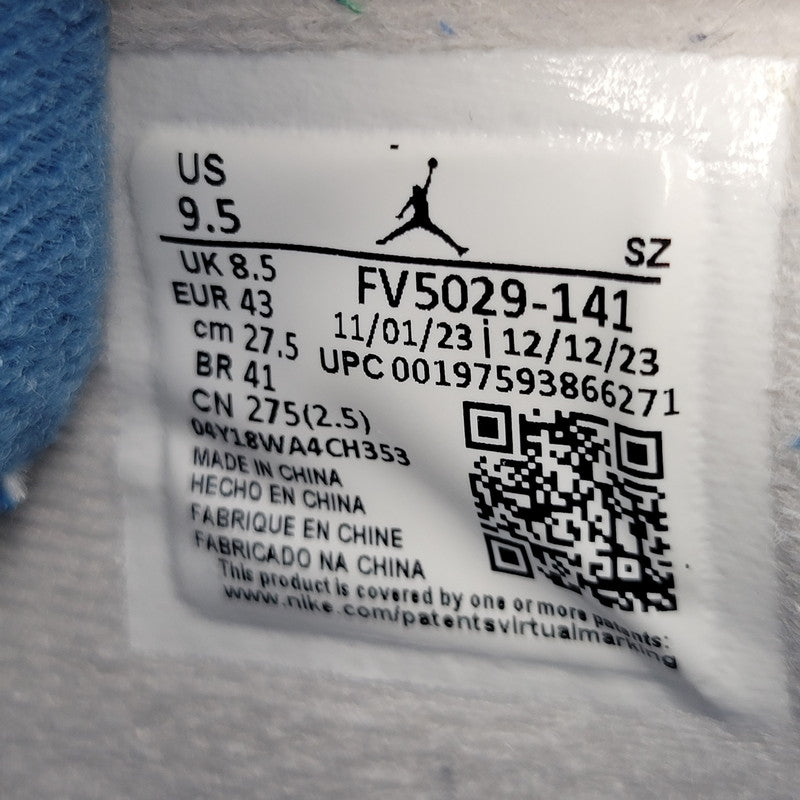 US
9.5
SZ
UK 8.5
EUR 43
cm 27.5
BR 41
CN 275(2.5)
04Y18WA4CH353
FV5029-141
11/01/23 | 12/12/23
UPC 00197593866271
MADE IN CHINA
HECHO EN CHINA
FABRIQUE EN CHINE
FABRICADO NA CHINA
This product is covered by one or more patents:
www.nike.com/patentsvirtualmarking